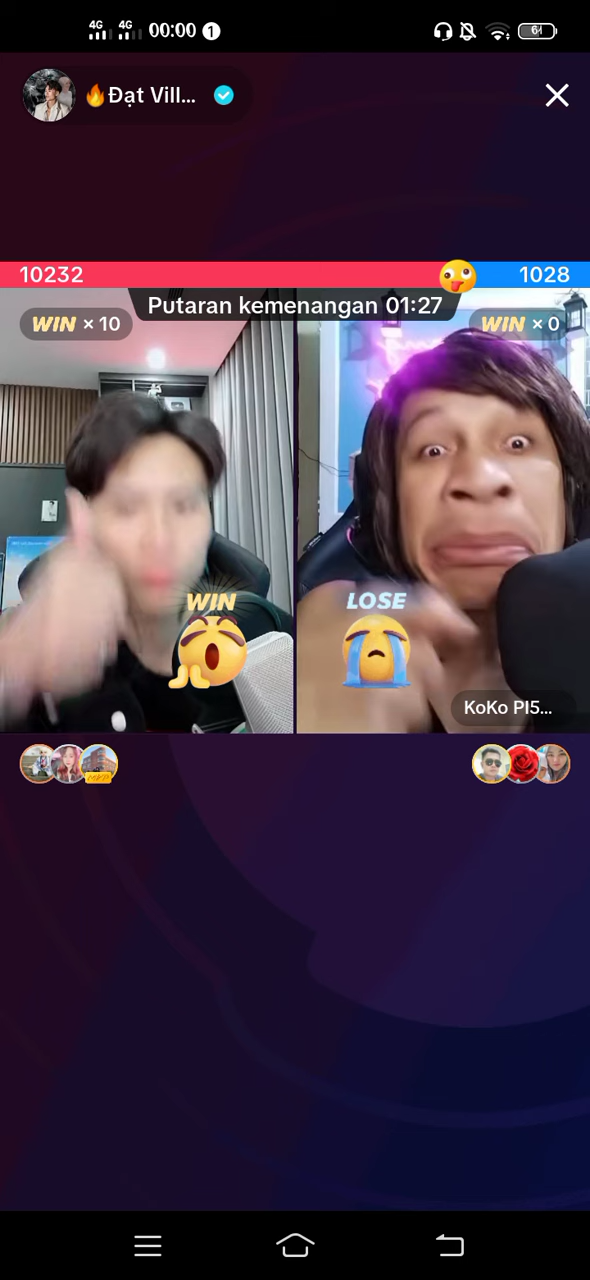 4G 4G 00:00 1
64
🔥Đạt Vill...
10232
1028
Putaran kemenangan 01:27
WIN × 10
WIN × 0
WIN
LOSE
KoKo PI5...